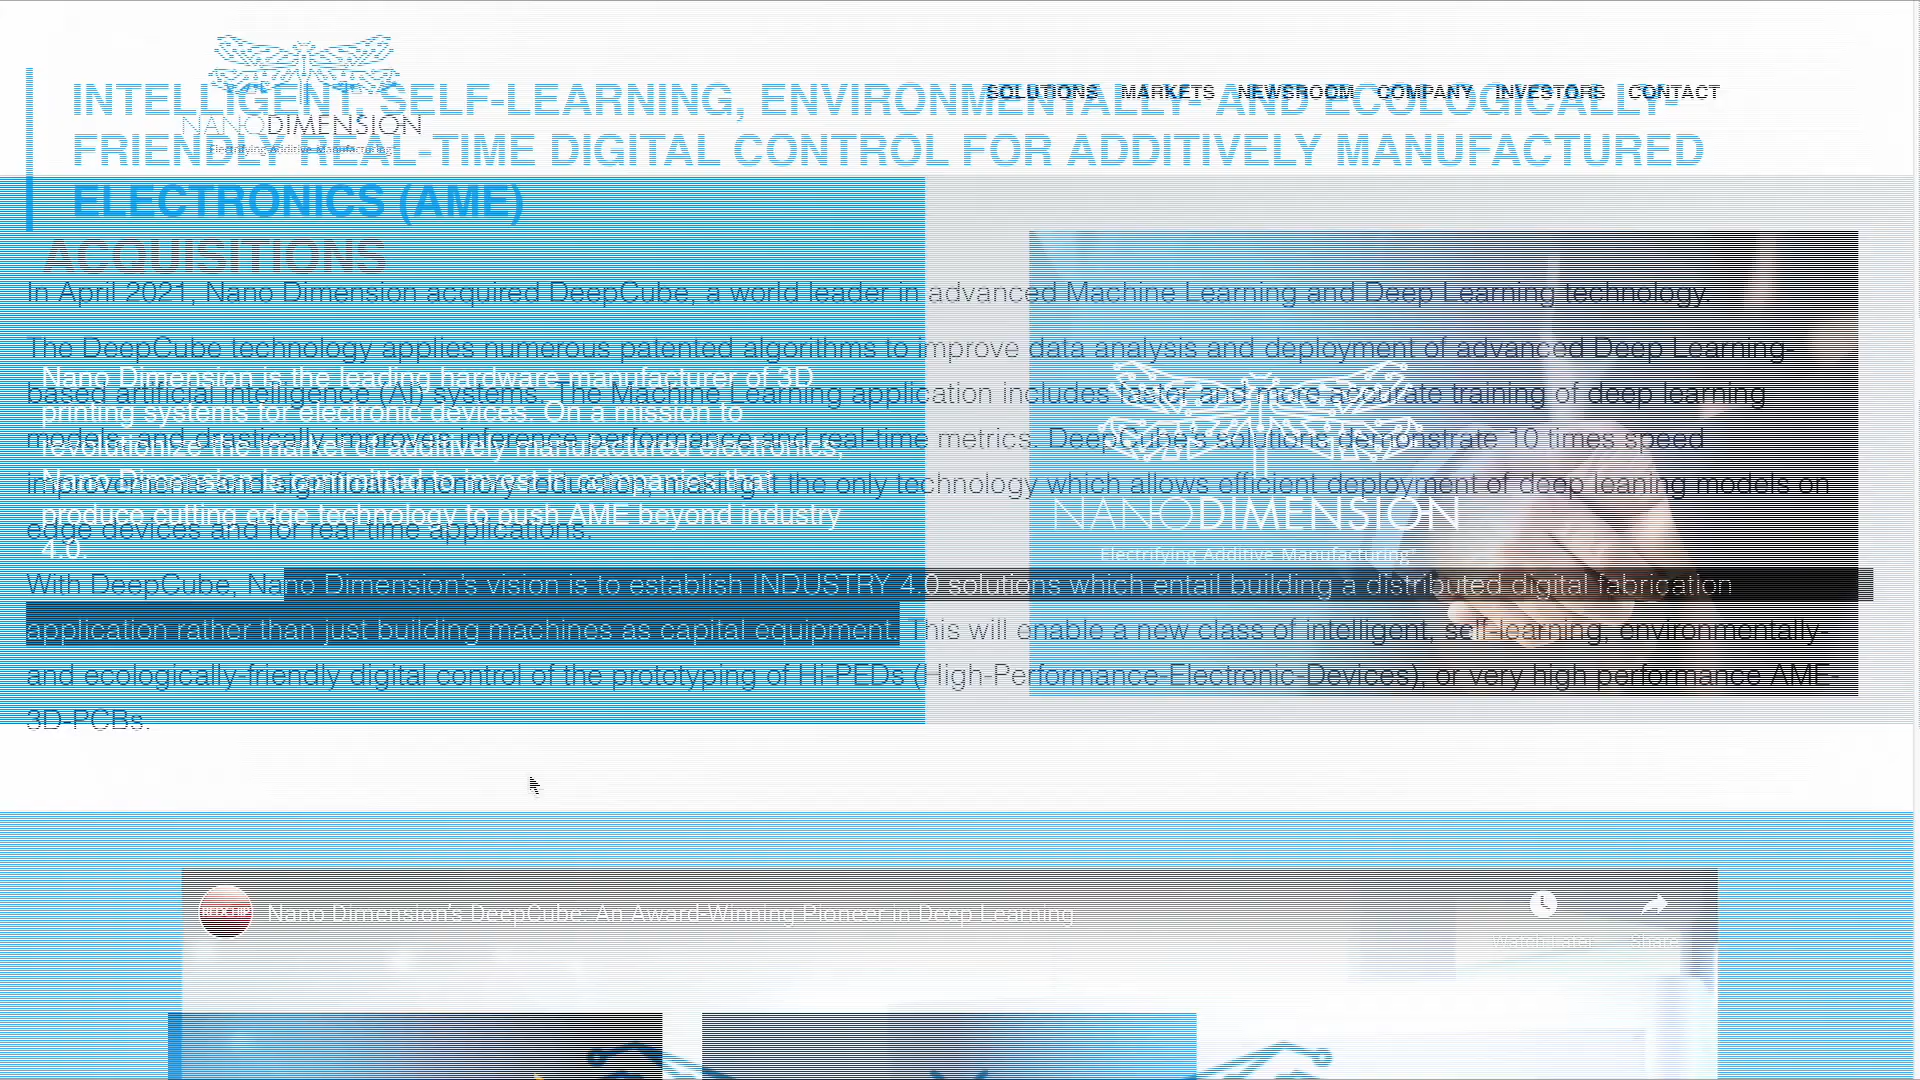 SOLUTIONS MARKETS NEWSROOM COMPANY INVESTORS CONTACT
NANODIMENSION
Electrifying Additive Manufacturing®
INTELLIGENT, SELF-LEARNING, ENVIRONMENTALLY- AND ECOLOGICALLY-
FRIENDLY REAL-TIME DIGITAL CONTROL FOR ADDITIVELY MANUFACTURED
ELECTRONICS (AME)
ACQUISITIONS
In April 2021, Nano Dimension acquired DeepCube, a world leader in advanced Machine Learning and Deep Learning technology.
The DeepCube technology applies numerous patented algorithms to improve data analysis and deployment of advanced Deep Learning-
based artificial intelligence (AI) systems. The Machine Learning application includes faster and more accurate training of deep learning
models and drastically improves inference performance and real-time metrics. DeepCube's solutions demonstrate 10 times speed
improvements and significant memory reduction, making it the only technology which allows efficient deployment of deep leaning models on
edge devices and for real-time applications.
With DeepCube, Nano Dimension's vision is to establish INDUSTRY 4.0 solutions which entail building a distributed digital fabrication
application rather than just building machines as capital equipment. This will enable a new class of intelligent, self-learning, environmentally-
and ecologically-friendly digital control of the prototyping of Hi-PEDs (High-Performance-Electronic-Devices), or very high performance AME-
3D-PCBs.
Nano Dimension is the leading hardware manufacturer of 3D
printing systems for electronic devices. On a mission to
revolutionize the market of additively manufactured electronics,
Nano Dimension is committed to invest in companies that
produce cutting edge technology to push AME beyond industry
4.0.
NANODIMENSION
Electrifying Additive Manufacturing®
REDCHIP
Nano Dimension's DeepCube: An Award-Winning Pioneer in Deep Learning
Watch Later
Share